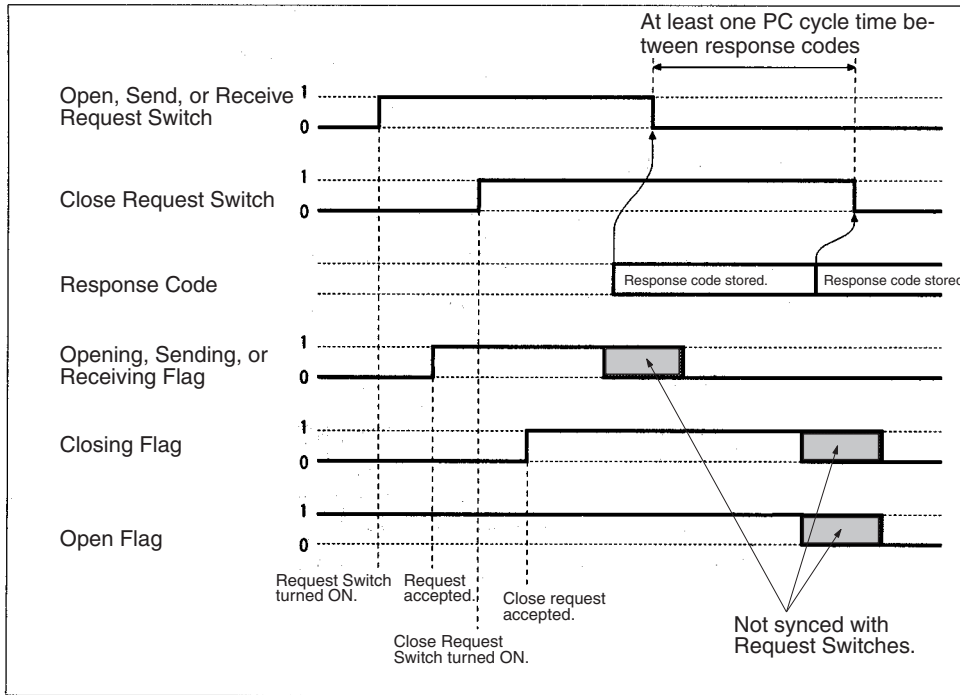 At least one PC cycle time be-
tween response codes
Open, Send, or Receive
Request Switch
1
0
Close Request Switch
1
0
Response Code
Response code stored.
Response code stored
Opening, Sending, or
Receiving Flag
1
0
Closing Flag
1
0
Open Flag
1
0
Request Switch
turned ON.
Request
accepted.
Close request
accepted.
Close Request
Switch turned ON.
Not synced with
Request Switches.